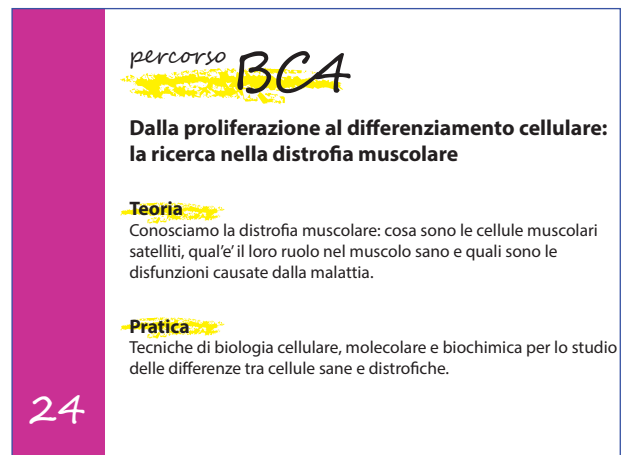 percorso BCA
Dalla proliferazione al differenziamento cellulare:
la ricerca nella distrofia muscolare
Teoria
Conosciamo la distrofia muscolare: cosa sono le cellule muscolari
satelliti, qual'e' il loro ruolo nel muscolo sano e quali sono le
disfunzioni causate dalla malattia.
Pratica
Tecniche di biologia cellulare, molecolare e biochimica per lo studio
delle differenze tra cellule sane e distrofiche.
24